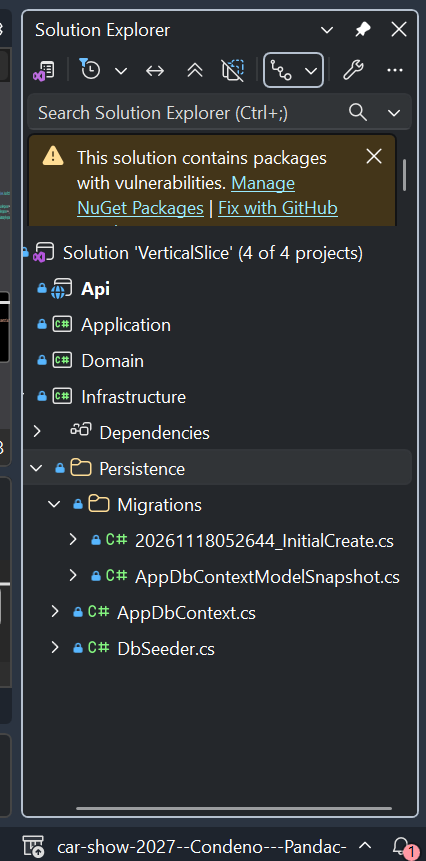 Solution Explorer
Search Solution Explorer (Ctrl+;)
This solution contains packages
with vulnerabilities. Manage
NuGet Packages | Fix with GitHub
Solution 'VerticalSlice' (4 of 4 projects)
Api
C# Application
C# Domain
C# Infrastructure
Dependencies
Persistence
Migrations
C# 20261118052644_InitialCreate.cs
C# AppDbContextModelSnapshot.cs
C# AppDbContext.cs
C# DbSeeder.cs
car-show-2027--Condeno---Pandac-
1